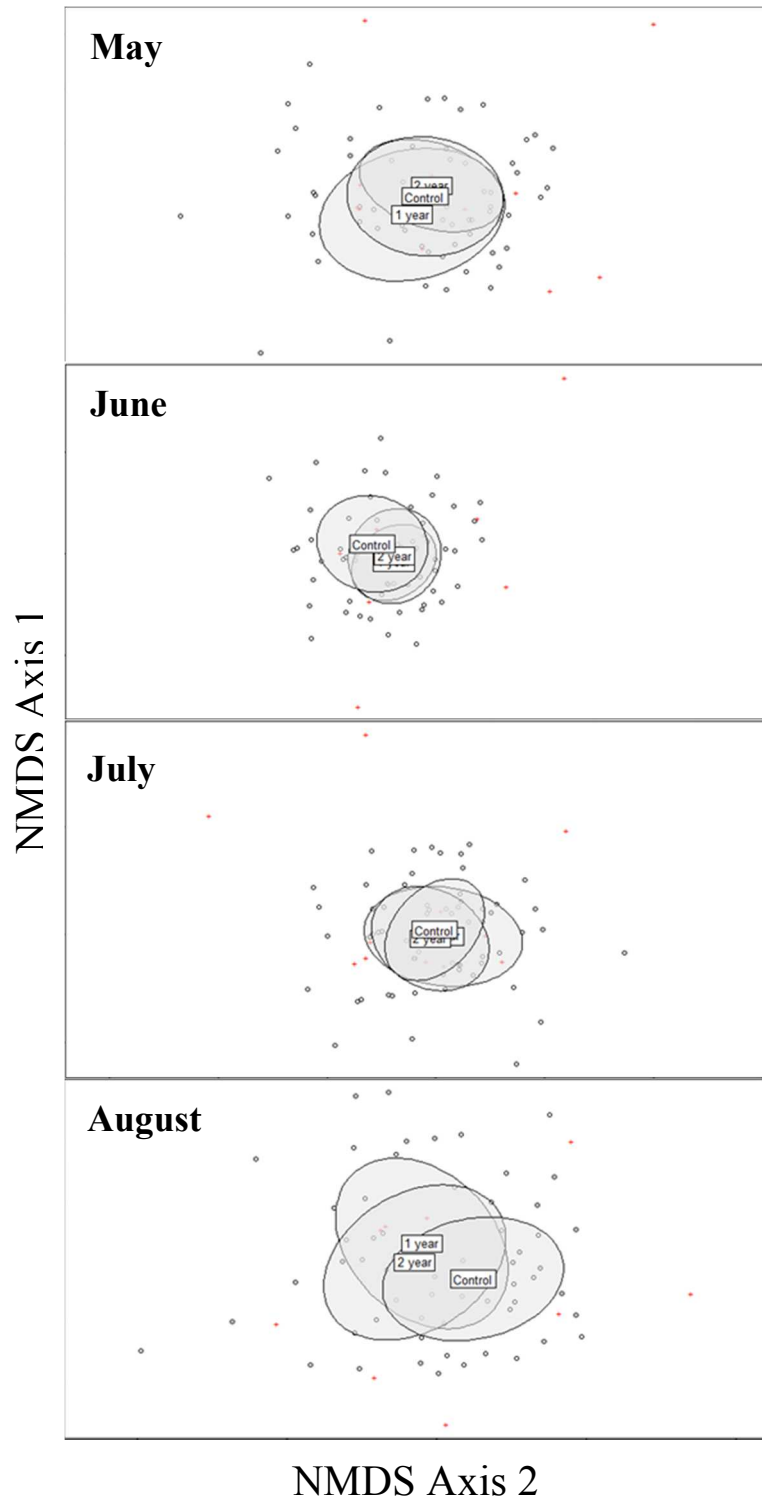 May
2 year
Control
1 year
June
Control
2 year
NMDS Axis 1
July
Control
2 year
August
1 year
2 year
Control
NMDS Axis 2